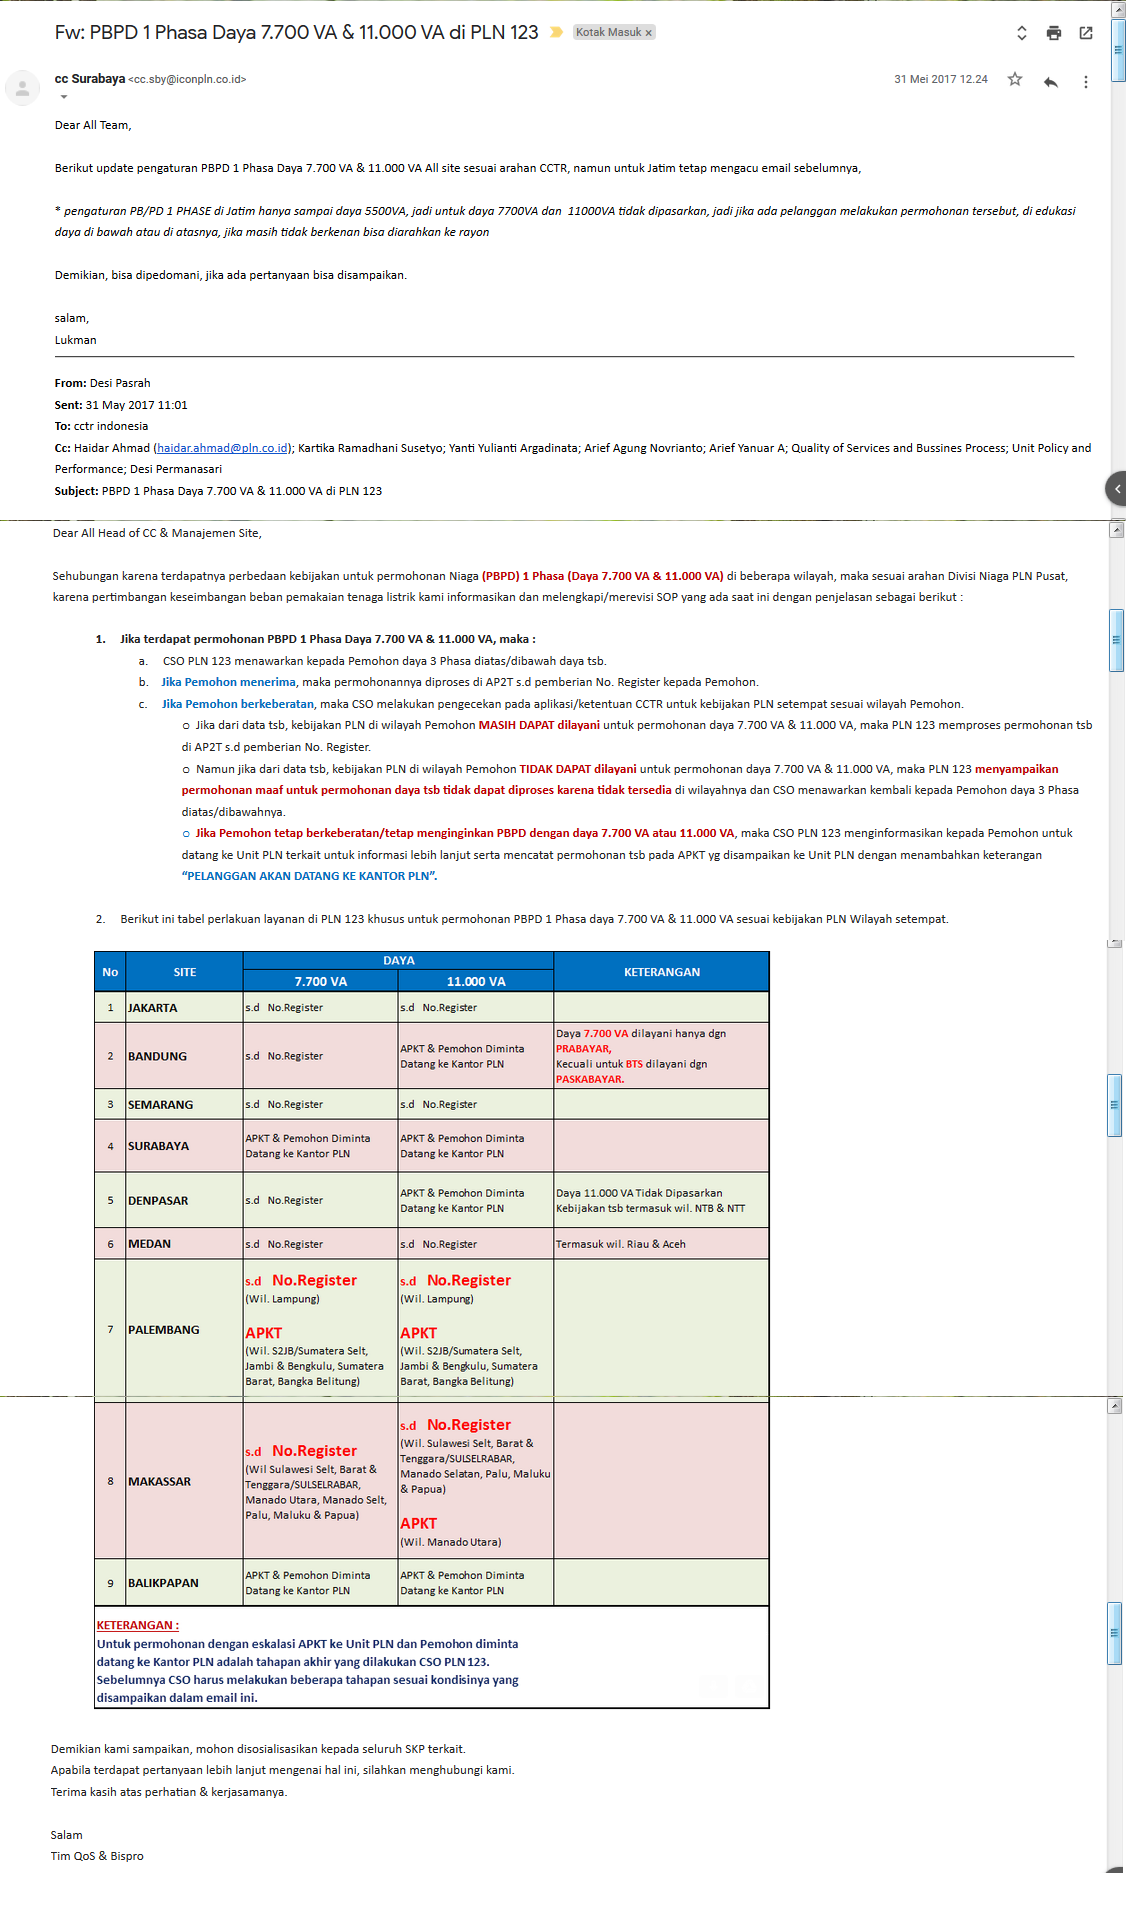 Fw: PBPD 1 Phasa Daya 7.700 VA & 11.000 VA di PLN 123 Kotak Masuk x
cc Surabaya <cc.sby@iconpln.co.id> 31 Mei 2017 12.24
Dear All Team,
Berikut update pengaturan PBPD 1 Phasa Daya 7.700 VA & 11.000 VA All site sesuai arahan CCTR, namun untuk Jatim tetap mengacu email sebelumnya,
* pengaturan PB/PD 1 PHASE di Jatim hanya sampai daya 5500VA, jadi untuk daya 7700VA dan 11000VA tidak dipasarkan, jadi jika ada pelanggan melakukan permohonan tersebut, di edukasi
daya di bawah atau di atasnya, jika masih tidak berkenan bisa diarahkan ke rayon
Demikian, bisa dipedomani, jika ada pertanyaan bisa disampaikan.
salam,
Lukman
From: Desi Pasrah
Sent: 31 May 2017 11:01
To: cctr indonesia
Cc: Haidar Ahmad (haidar.ahmad@pln.co.id); Kartika Ramadhani Susetyo; Yanti Yulianti Argadinata; Arief Agung Novrianto; Arief Yanuar A; Quality of Services and Bussines Process; Unit Policy and
Performance; Desi Permanasari
Subject: PBPD 1 Phasa Daya 7.700 VA & 11.000 VA di PLN 123
Dear All Head of CC & Manajemen Site,
Sehubungan karena terdapatnya perbedaan kebijakan untuk permohonan Niaga (PBPD) 1 Phasa (Daya 7.700 VA & 11.000 VA) di beberapa wilayah, maka sesuai arahan Divisi Niaga PLN Pusat,
karena pertimbangan keseimbangan beban pemakaian tenaga listrik kami informasikan dan melengkapi/merevisi SOP yang ada saat ini dengan penjelasan sebagai berikut :
1. Jika terdapat permohonan PBPD 1 Phasa Daya 7.700 VA & 11.000 VA, maka :
a. CSO PLN 123 menawarkan kepada Pemohon daya 3 Phasa diatas/dibawah daya tsb.
b. Jika Pemohon menerima, maka permohonannya diproses di AP2T s.d pemberian No. Register kepada Pemohon.
c. Jika Pemohon berkeberatan, maka CSO melakukan pengecekan pada aplikasi/ketentuan CCTR untuk kebijakan PLN setempat sesuai wilayah Pemohon.
o Jika dari data tsb, kebijakan PLN di wilayah Pemohon MASIH DAPAT dilayani untuk permohonan daya 7.700 VA & 11.000 VA, maka PLN 123 memproses permohonan tsb
di AP2T s.d pemberian No. Register.
o Namun jika dari data tsb, kebijakan PLN di wilayah Pemohon TIDAK DAPAT dilayani untuk permohonan daya 7.700 VA & 11.000 VA, maka PLN 123 menyampaikan
permohonan maaf untuk permohonan daya tsb tidak dapat diproses karena tidak tersedia di wilayahnya dan CSO menawarkan kembali kepada Pemohon daya 3 Phasa
diatas/dibawahnya.
o Jika Pemohon tetap berkeberatan/tetap menginginkan PBPD dengan daya 7.700 VA atau 11.000 VA, maka CSO PLN 123 menginformasikan kepada Pemohon untuk
datang ke Unit PLN terkait untuk informasi lebih lanjut serta mencatat permohonan tsb pada APKT yg disampaikan ke Unit PLN dengan menambahkan keterangan
“PELANGGAN AKAN DATANG KE KANTOR PLN”.
2. Berikut ini tabel perlakuan layanan di PLN 123 khusus untuk permohonan PBPD 1 Phasa daya 7.700 VA & 11.000 VA sesuai kebijakan PLN Wilayah setempat.
No SITE DAYA KETERANGAN
7.700 VA 11.000 VA
1 JAKARTA s.d No.Register s.d No.Register
2 BANDUNG s.d No.Register APKT & Pemohon Diminta
Datang ke Kantor PLN
Daya 7.700 VA dilayani hanya dgn
PRABAYAR,
Kecuali untuk BTS dilayani dgn
PASKABAYAR.
3 SEMARANG s.d No.Register s.d No.Register
4 SURABAYA
APKT & Pemohon Diminta
Datang ke Kantor PLN
APKT & Pemohon Diminta
Datang ke Kantor PLN
5 DENPASAR s.d No.Register
APKT & Pemohon Diminta
Datang ke Kantor PLN
Daya 11.000 VA Tidak Dipasarkan
Kebijakan tsb termasuk wil. NTB & NTT
6 MEDAN s.d No.Register s.d No.Register Termasuk wil. Riau & Aceh
7 PALEMBANG
s.d No.Register
(Wil. Lampung)
APKT
(Wil. S2JB/Sumatera Selt,
Jambi & Bengkulu, Sumatera
Barat, Bangka Belitung)
s.d No.Register
(Wil. Lampung)
APKT
(Wil. S2JB/Sumatera Selt,
Jambi & Bengkulu, Sumatera
Barat, Bangka Belitung)
8 MAKASSAR
s.d No.Register
(Wil Sulawesi Selt, Barat &
Tenggara/SULSELRABAR,
Manado Utara, Manado Selt,
Palu, Maluku & Papua)
s.d No.Register
(Wil. Sulawesi Selt, Barat &
Tenggara/SULSELRABAR,
Manado Selatan, Palu, Maluku
& Papua)
APKT
(Wil. Manado Utara)
9 BALIKPAPAN
APKT & Pemohon Diminta
Datang ke Kantor PLN
APKT & Pemohon Diminta
Datang ke Kantor PLN
KETERANGAN :
Untuk permohonan dengan eskalasi APKT ke Unit PLN dan Pemohon diminta
datang ke Kantor PLN adalah tahapan akhir yang dilakukan CSO PLN 123.
Sebelumnya CSO harus melakukan beberapa tahapan sesuai kondisinya yang
disampaikan dalam email ini.
Demikian kami sampaikan, mohon disosialisasikan kepada seluruh SKP terkait.
Apabila terdapat pertanyaan lebih lanjut mengenai hal ini, silahkan menghubungi kami.
Terima kasih atas perhatian & kerjasamanya.
Salam
Tim QoS & Bispro